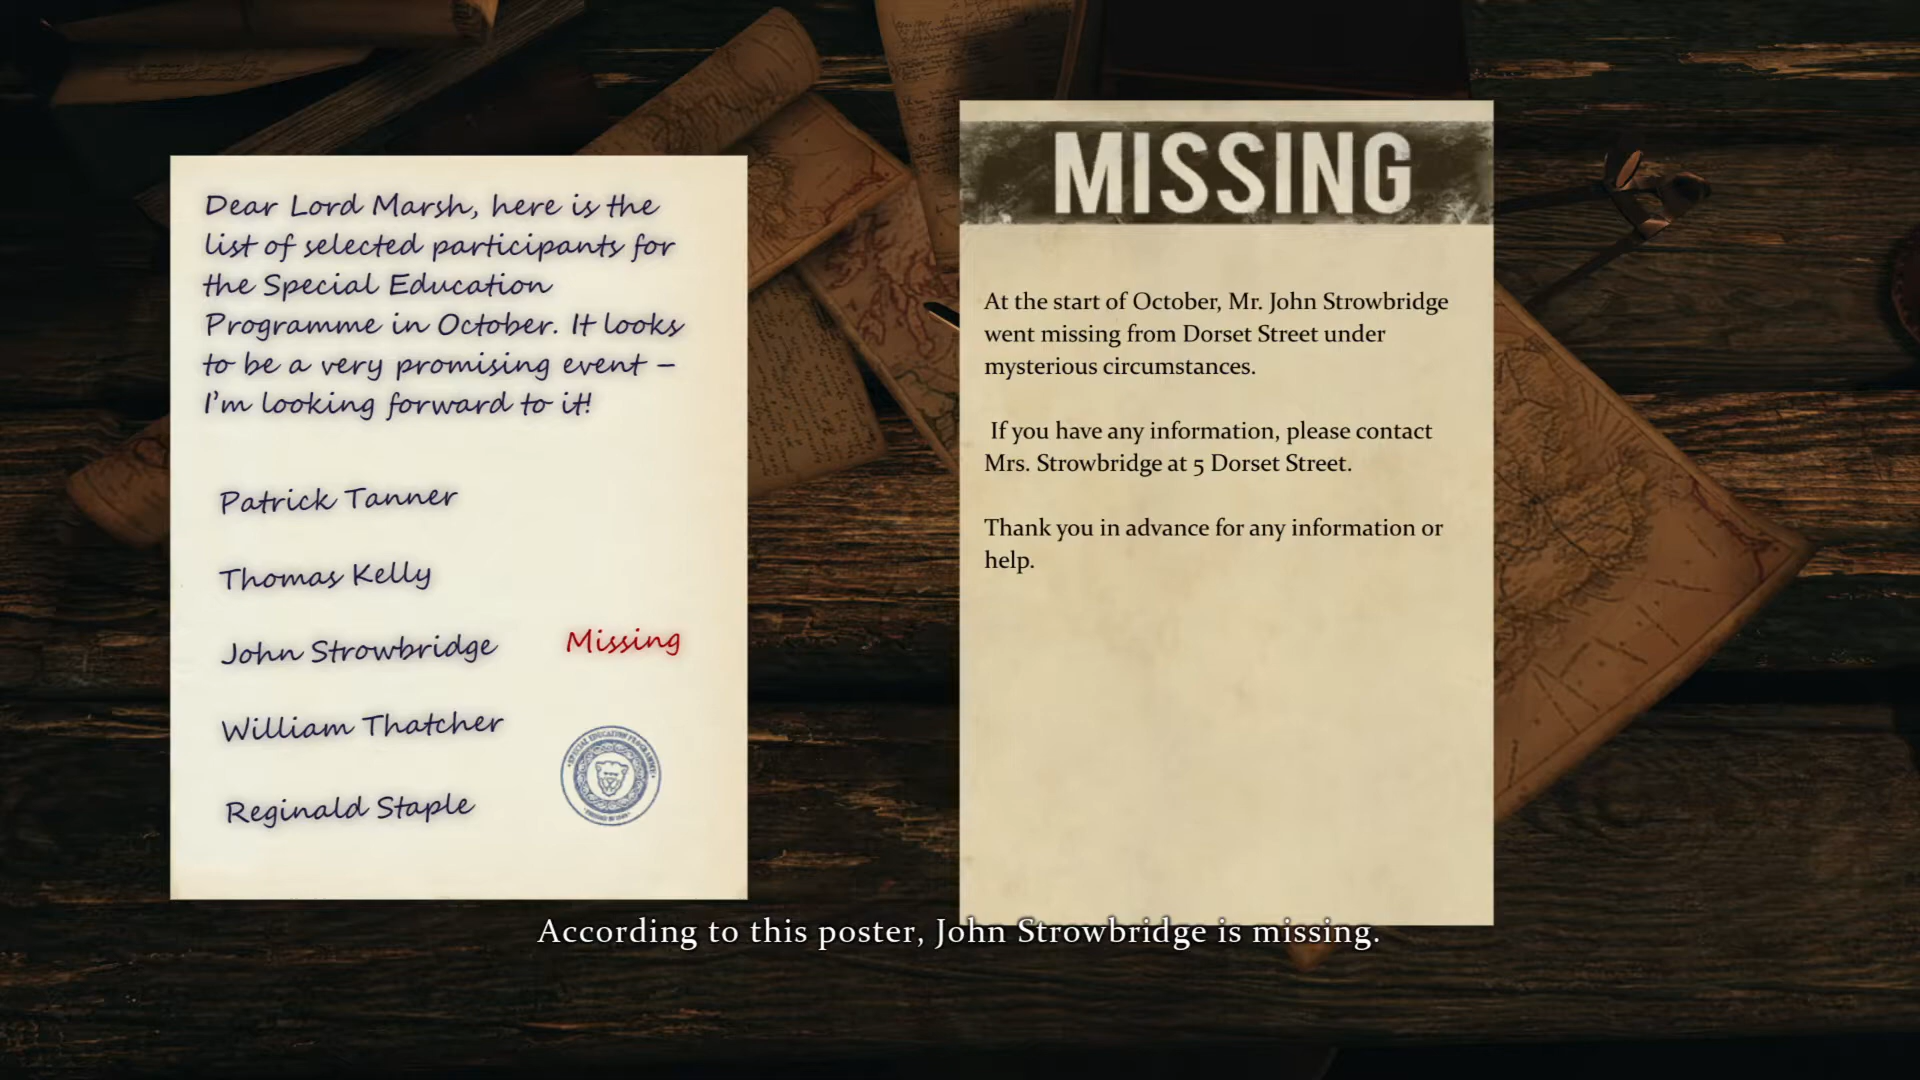 Dear Lord Marsh, here is the
list of selected participants for
the Special Education
Programme in October. It looks
to be a very promising event –
I'm looking forward to it!
Patrick Tanner
Thomas Kelly
John Strowbridge Missing
William Thatcher
Reginald Staple
SPECIAL EDUCATION PROGRAMME
MISSING
At the start of October, Mr. John Strowbridge
went missing from Dorset Street under
mysterious circumstances.
If you have any information, please contact
Mrs. Strowbridge at 5 Dorset Street.
Thank you in advance for any information or
help.
According to this poster, John Strowbridge is missing.